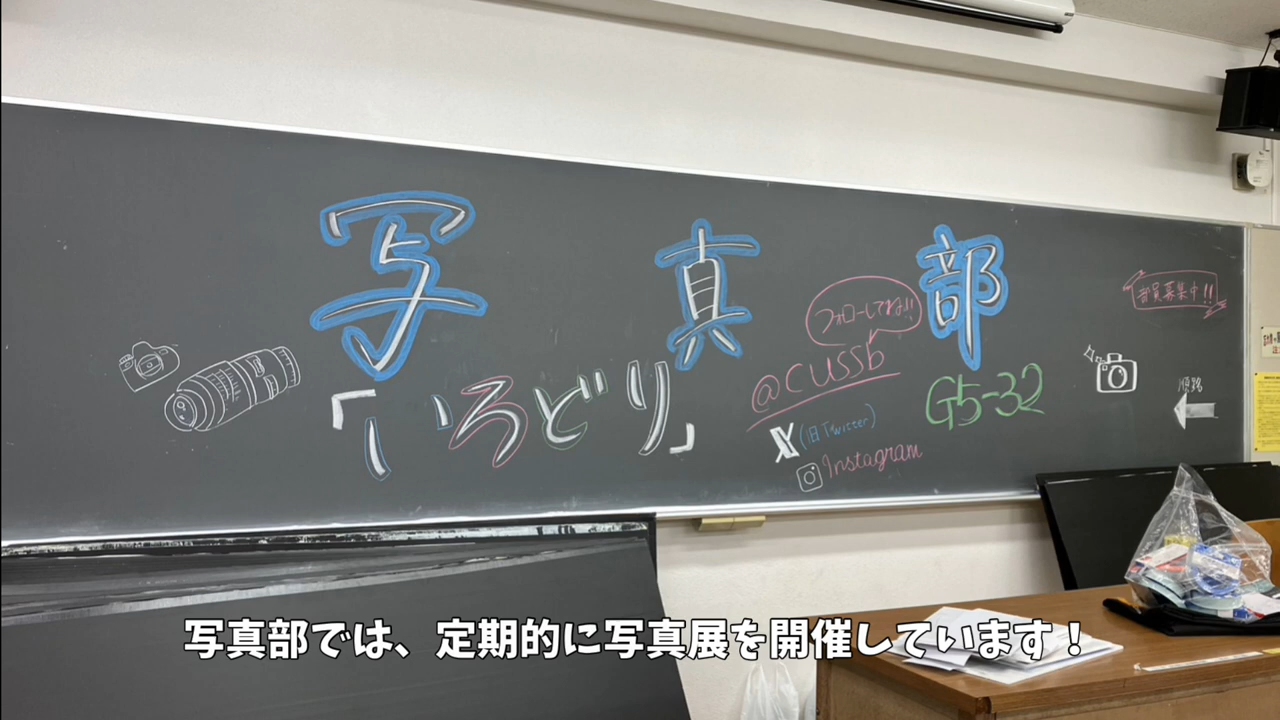 写真部
「いろどり」
フォローしてね!!
@cussb
X(旧Twitter)
Instagram
G5-32
部員募集中!!
順路
写真部では、定期的に写真展を開催しています！